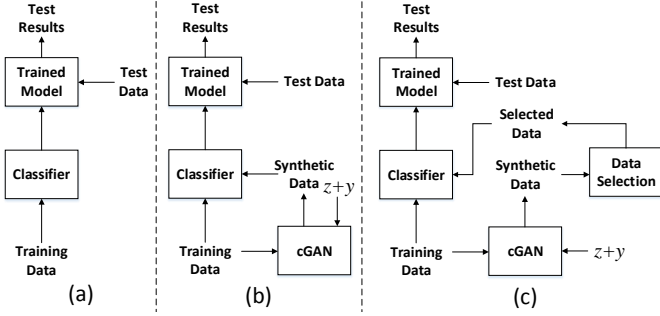 Test
Results
Trained
Model
Test
Data
Classifier
Training
Data
(a)
Test
Results
Trained
Model
Test Data
Classifier
Synthetic
Data
z+y
Training
Data
cGAN
(b)
Test
Results
Trained
Model
Test Data
Selected
Data
Classifier
Synthetic
Data
Data
Selection
Training
Data
cGAN
z+y
(c)